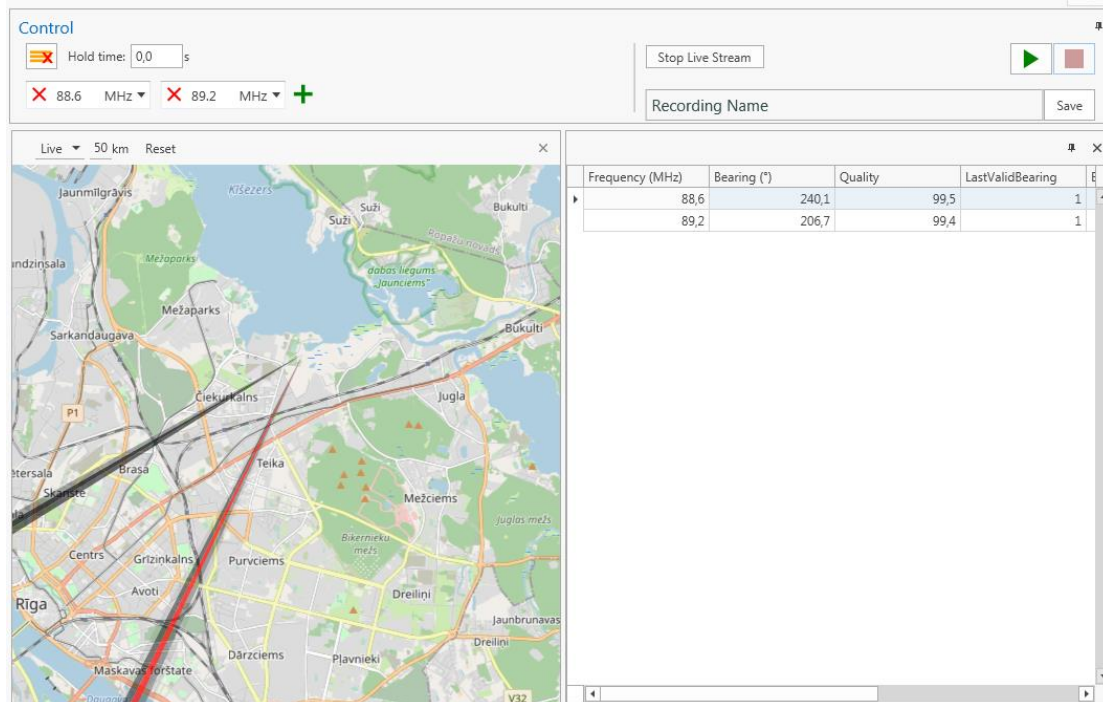 Control
Hold time: 0,0 s
Stop Live Stream
88.6 MHz
89.2 MHz
Recording Name
Save
Live 50 km Reset
Frequency (MHz) Bearing (°) Quality LastValidBearing
88,6 240,1 99,5 1
89,2 206,7 99,4 1
Jaunmīlgrāvis
Ķīšezers
Suži
Suži
Bukulti
Ropažu novads
Mežaparks
dabas liegums
„Jaunciems"
Mežaparks
Sarkandaugava
Bukulti
Čiekurkalns
Jugla
P1
Brasa
Teika
Skanste
Mežciems
Juglas mežs
Biķernieku
mežs
Centrs
Grīziņkalns
Purvciems
Avoti
Dreiliņi
Rīga
Jaunbrunavas
Dreiliņi
Dārzciems
Pļavnieki
Maskavas forštate
Daugava
V32